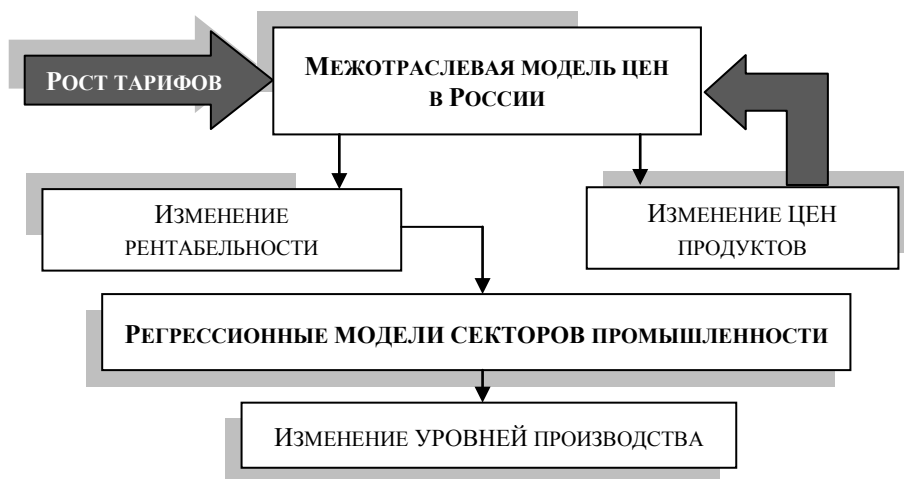 РОСТ ТАРИФОВ
МЕЖОТРАСЛЕВАЯ МОДЕЛЬ ЦЕН
В РОССИИ
ИЗМЕНЕНИЕ
РЕНТАБЕЛЬНОСТИ
ИЗМЕНЕНИЕ ЦЕН
ПРОДУКТОВ
РЕГРЕССИОННЫЕ МОДЕЛИ СЕКТОРОВ ПРОМЫШЛЕННОСТИ
ИЗМЕНЕНИЕ УРОВНЕЙ ПРОИЗВОДСТВА